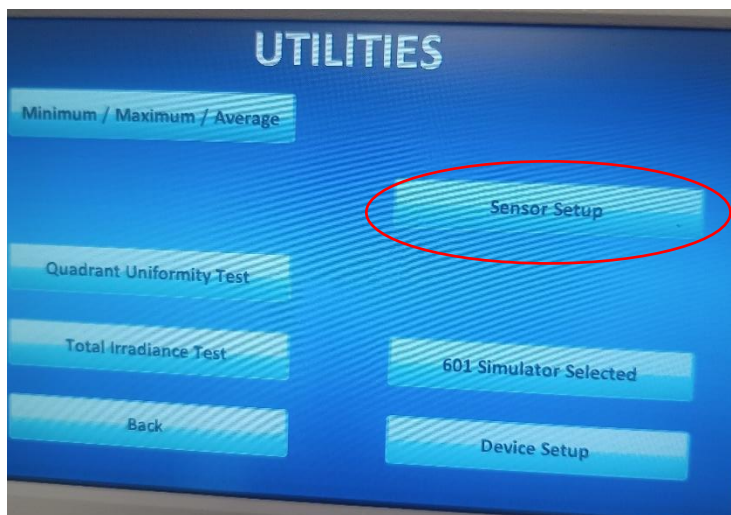 UTILITIES
Minimum / Maximum / Average
Sensor Setup
Quadrant Uniformity Test
Total Irradiance Test
601 Simulator Selected
Back
Device Setup